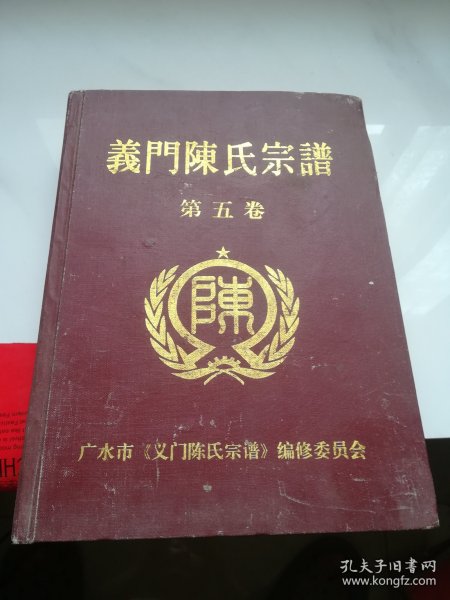 義門陳氏宗譜
第五卷
陳
广水市《义门陈氏宗谱》编修委员会
孔夫子旧书网
www.kongfz.com